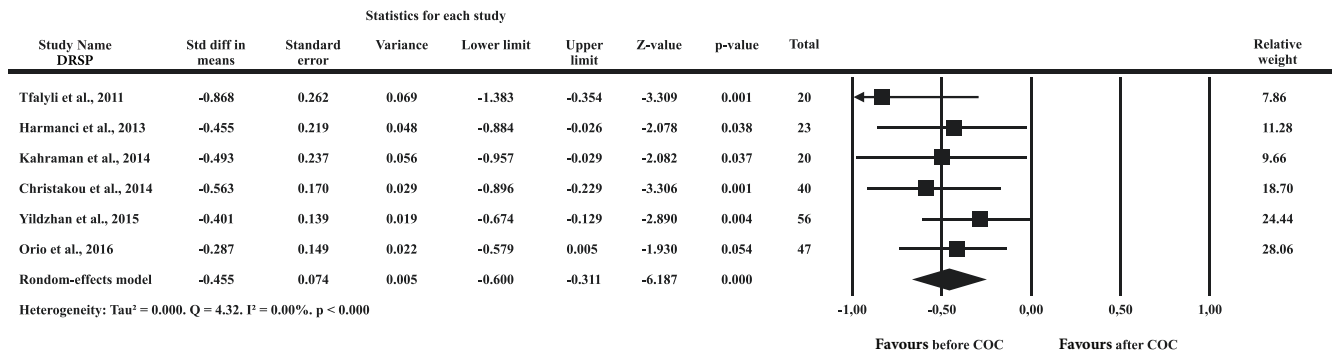 Statistics for each study
Study Name DRSP Std diff in means Standard error Variance Lower limit Upper limit Z-value p-value Total Relative weight
Tfalyli et al., 2011 -0.868 0.262 0.069 -1.383 -0.354 -3.309 0.001 20 7.86
Harmanci et al., 2013 -0.455 0.219 0.048 -0.884 -0.026 -2.078 0.038 23 11.28
Kahraman et al., 2014 -0.493 0.237 0.056 -0.957 -0.029 -2.082 0.037 20 9.66
Christakou et al., 2014 -0.563 0.170 0.029 -0.896 -0.229 -3.306 0.001 40 18.70
Yildzhan et al., 2015 -0.401 0.139 0.019 -0.674 -0.129 -2.890 0.004 56 24.44
Orio et al., 2016 -0.287 0.149 0.022 -0.579 0.005 -1.930 0.054 47 28.06
Rondom-effects model -0.455 0.074 0.005 -0.600 -0.311 -6.187 0.000
Heterogeneity: Tau² = 0.000. Q = 4.32. I² = 0.00%. p < 0.000
-1,00 -0,50 0,00 0,50 1,00
Favours before COC Favours after COC